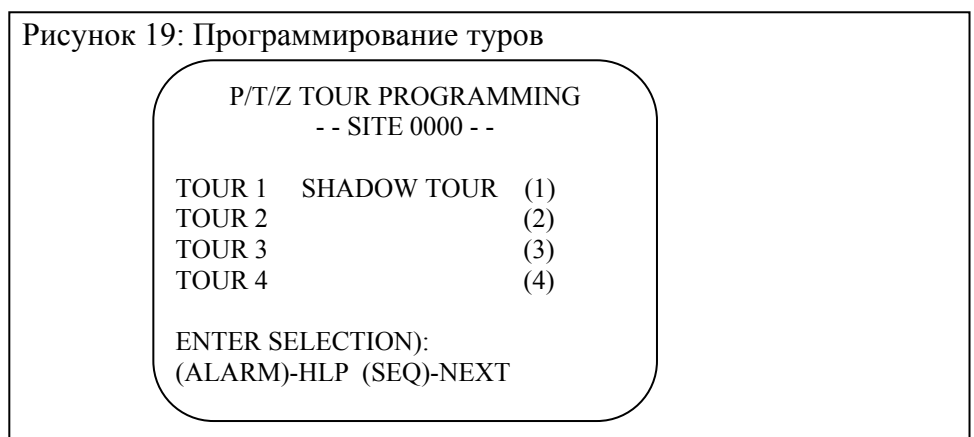 Рисунок 19: Программирование туров
P/T/Z TOUR PROGRAMMING
- - SITE 0000 - -
TOUR 1 SHADOW TOUR (1)
TOUR 2 (2)
TOUR 3 (3)
TOUR 4 (4)
ENTER SELECTION):
(ALARM)-HLP (SEQ)-NEXT